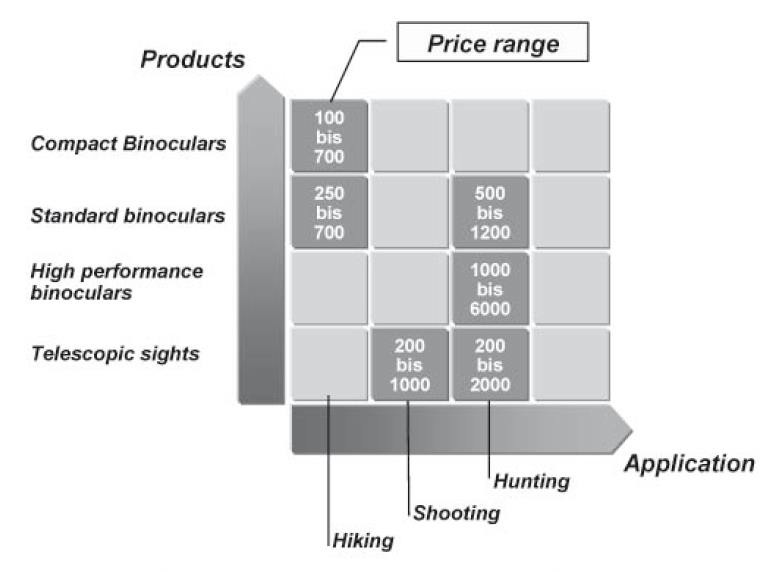 Products
Price range
Compact Binoculars
100
bis
700
Standard binoculars
250
bis
700
500
bis
1200
High performance
binoculars
1000
bis
6000
Telescopic sights
200
bis
1000
200
bis
2000
Application
Hunting
Shooting
Hiking